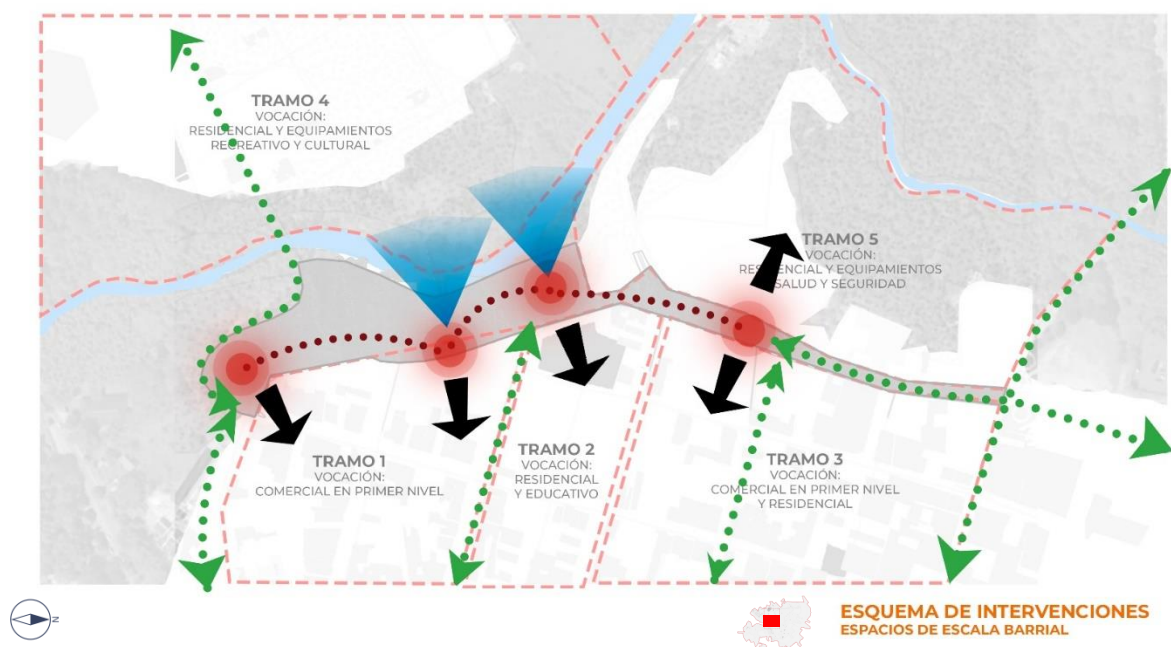 TRAMO 4
VOCACIÓN:
RESIDENCIAL Y EQUIPAMIENTOS
RECREATIVO Y CULTURAL
TRAMO 5
VOCACIÓN:
RESIDENCIAL Y EQUIPAMIENTOS
SALUD Y SEGURIDAD
TRAMO 1
VOCACIÓN:
COMERCIAL EN PRIMER NIVEL
TRAMO 2
VOCACIÓN:
RESIDENCIAL
Y EDUCATIVO
TRAMO 3
VOCACIÓN:
COMERCIAL EN PRIMER NIVEL
Y RESIDENCIAL
N
ESQUEMA DE INTERVENCIONES
ESPACIOS DE ESCALA BARRIAL